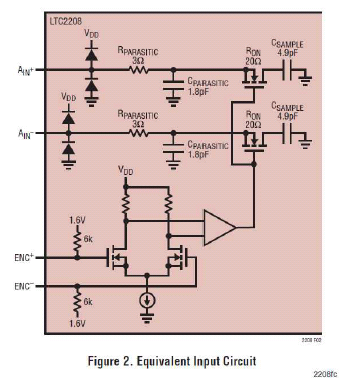 LTC2208
VDD
RPARASITIC
3Ω
RON
20Ω
CSAMPLE
4.9pF
AIN+
CPARASITIC
1.8pF
VDD
RPARASITIC
3Ω
RON
20Ω
CSAMPLE
4.9pF
AIN–
CPARASITIC
1.8pF
VDD
1.6V
6k
ENC+
ENC–
6k
1.6V
2208 F02
Figure 2. Equivalent Input Circuit
2208fc